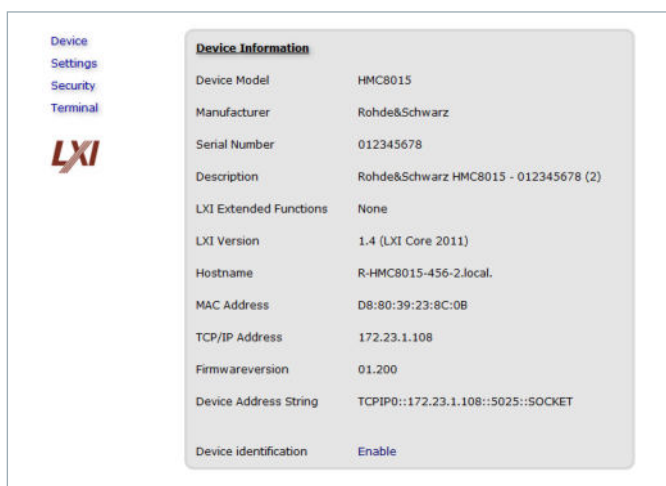 Device
Settings
Security
Terminal
LXI
Device Information
Device Model HMC8015
Manufacturer Rohde&Schwarz
Serial Number 012345678
Description Rohde&Schwarz HMC8015 - 012345678 (2)
LXI Extended Functions None
LXI Version 1.4 (LXI Core 2011)
Hostname R-HMC8015-456-2.local.
MAC Address D8:80:39:23:8C:0B
TCP/IP Address 172.23.1.108
Firmwareversion 01.200
Device Address String TCPIP0::172.23.1.108::5025::SOCKET
Device identification Enable